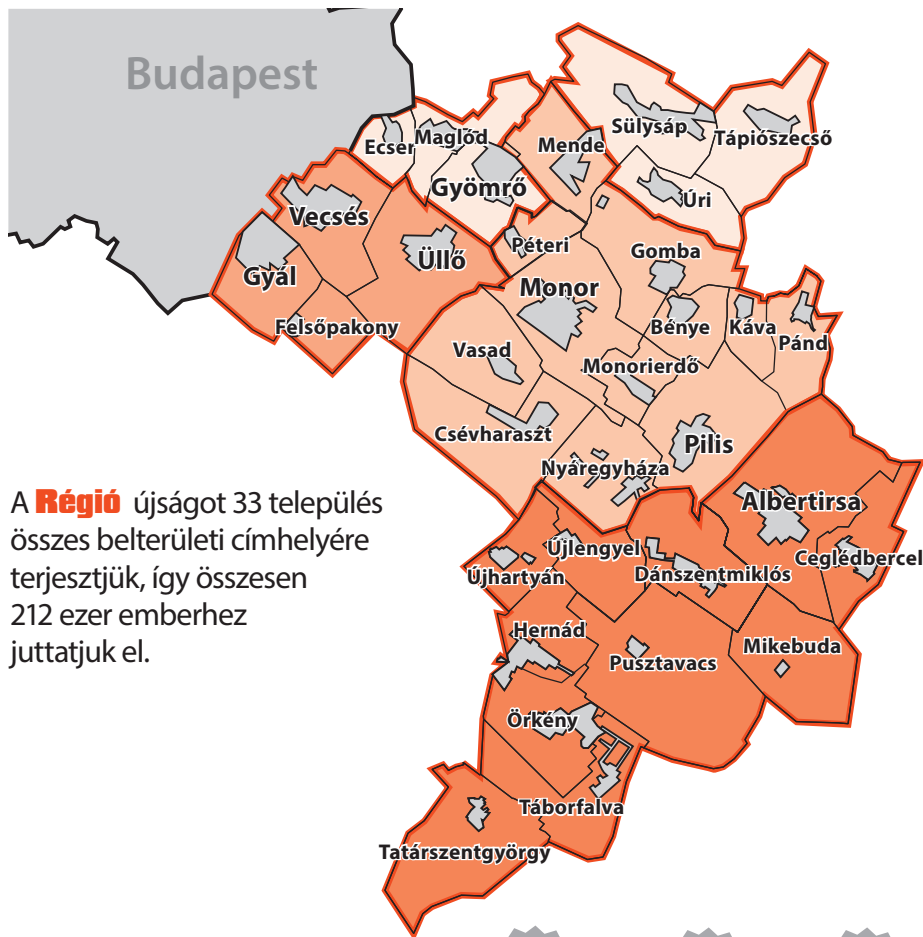 Budapest
Ecser
Maglód
Gyömrő
Mende
Sülysáp
Tápiószecső
Úri
Vecsés
Gyál
Üllő
Felsőpakony
Péteri
Monor
Gomba
Bénye
Káva
Pánd
Vasad
Monorierdő
Csévharaszt
Nyáregyháza
Pilis
A Régió újságot 33 település
összes belterületi címhelyére
terjesztjük, így összesen
212 ezer emberhez
juttatjuk el.
Albertirsa
Ceglédbercel
Újlengyel
Újhartyán
Dánszentmiklós
Hernád
Pusztavacs
Mikebuda
Örkény
Táborfalva
Tatárszentgyörgy